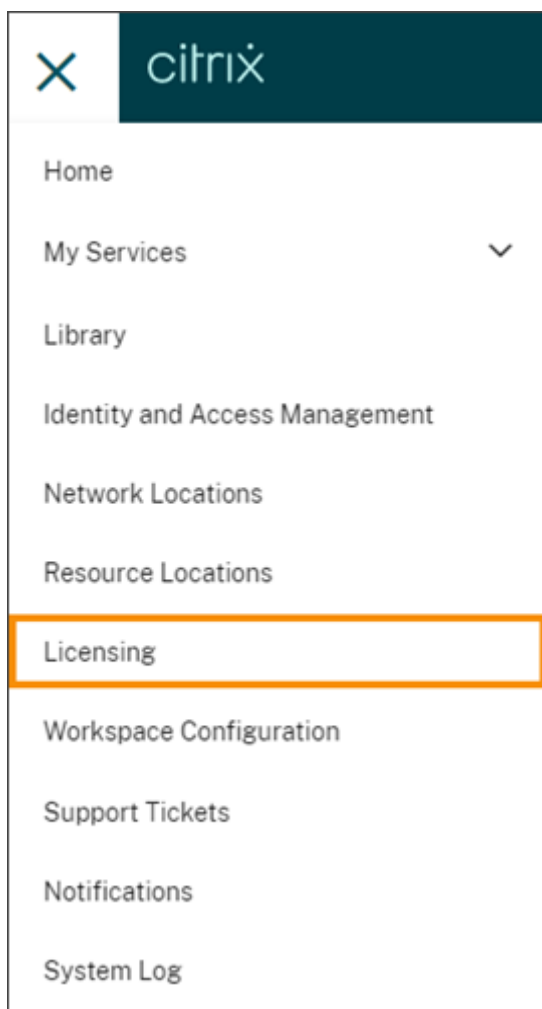 citrix
Home
My Services
Library
Identity and Access Management
Network Locations
Resource Locations
Licensing
Workspace Configuration
Support Tickets
Notifications
System Log